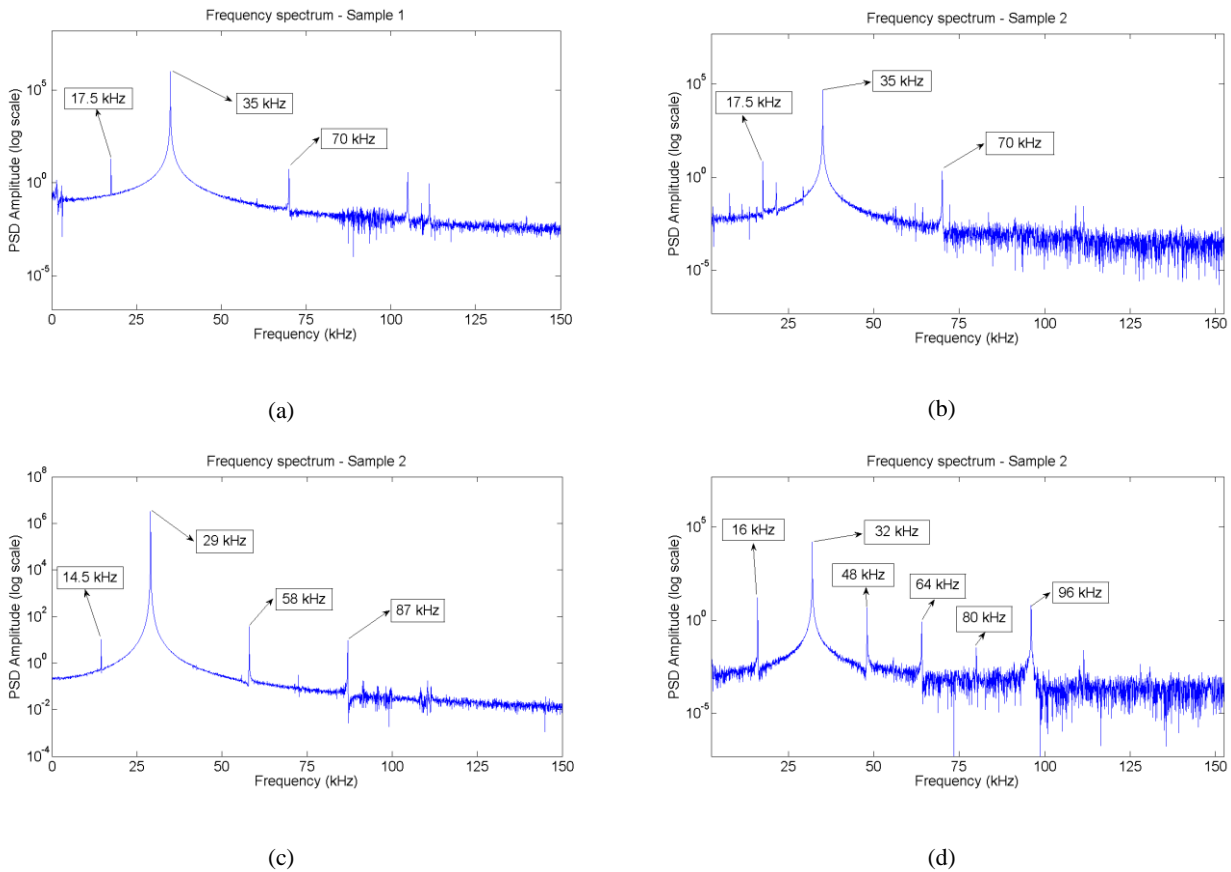 Frequency spectrum - Sample 1
PSD Amplitude (log scale)
10^5
10^0
10^-5
17.5 kHz
35 kHz
70 kHz
0 25 50 75 100 125 150
Frequency (kHz)
(a)
Frequency spectrum - Sample 2
PSD Amplitude (log scale)
10^5
10^0
10^-5
17.5 kHz
35 kHz
70 kHz
25 50 75 100 125 150
Frequency (kHz)
(b)
Frequency spectrum - Sample 2
PSD Amplitude (log scale)
10^8
10^6
10^4
10^2
10^0
10^-2
10^-4
14.5 kHz
29 kHz
58 kHz
87 kHz
0 25 50 75 100 125 150
Frequency (kHz)
(c)
Frequency spectrum - Sample 2
PSD Amplitude (log scale)
10^5
10^0
10^-5
16 kHz
32 kHz
48 kHz
64 kHz
80 kHz
96 kHz
25 50 75 100 125 150
Frequency (kHz)
(d)